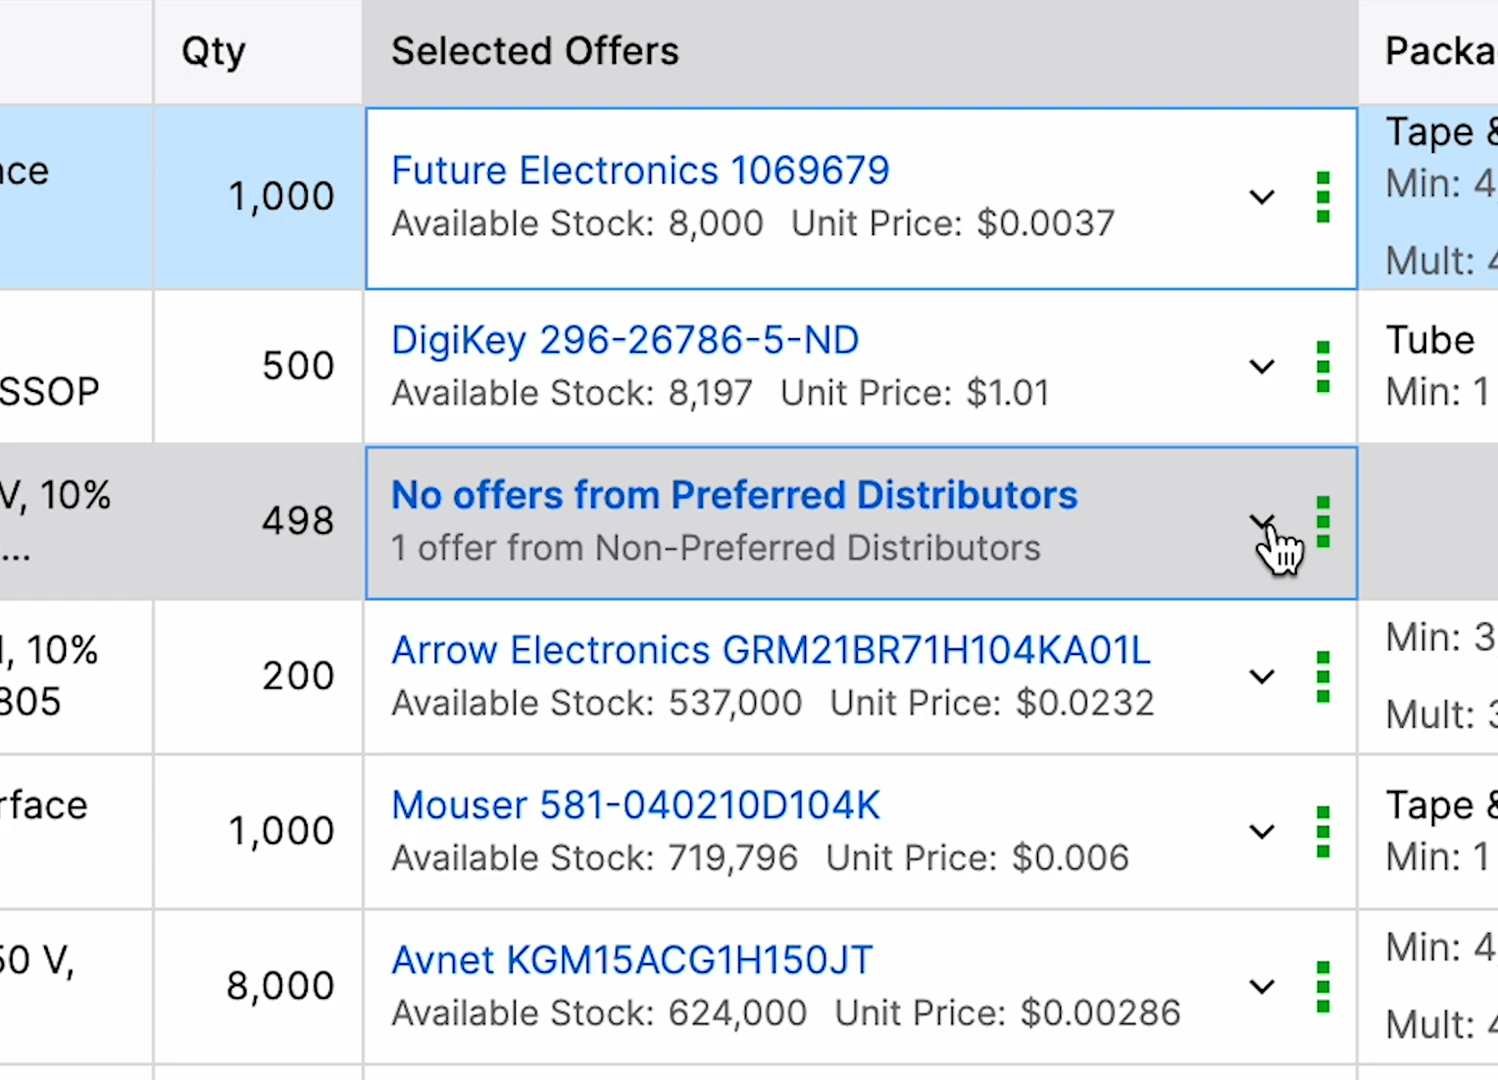 Qty
Selected Offers
Packa
nce
1,000
Future Electronics 1069679
Available Stock: 8,000 Unit Price: $0.0037
Tape &
Min: 4
Mult: 4
SSOP
500
DigiKey 296-26786-5-ND
Available Stock: 8,197 Unit Price: $1.01
Tube
Min: 1
V, 10%
...
498
No offers from Preferred Distributors
1 offer from Non-Preferred Distributors
, 10%
805
200
Arrow Electronics GRM21BR71H104KA01L
Available Stock: 537,000 Unit Price: $0.0232
Min: 3
Mult: 3
rface
1,000
Mouser 581-040210D104K
Available Stock: 719,796 Unit Price: $0.006
Tape &
Min: 1
50 V,
8,000
Avnet KGM15ACG1H150JT
Available Stock: 624,000 Unit Price: $0.00286
Min: 4,
Mult: 4